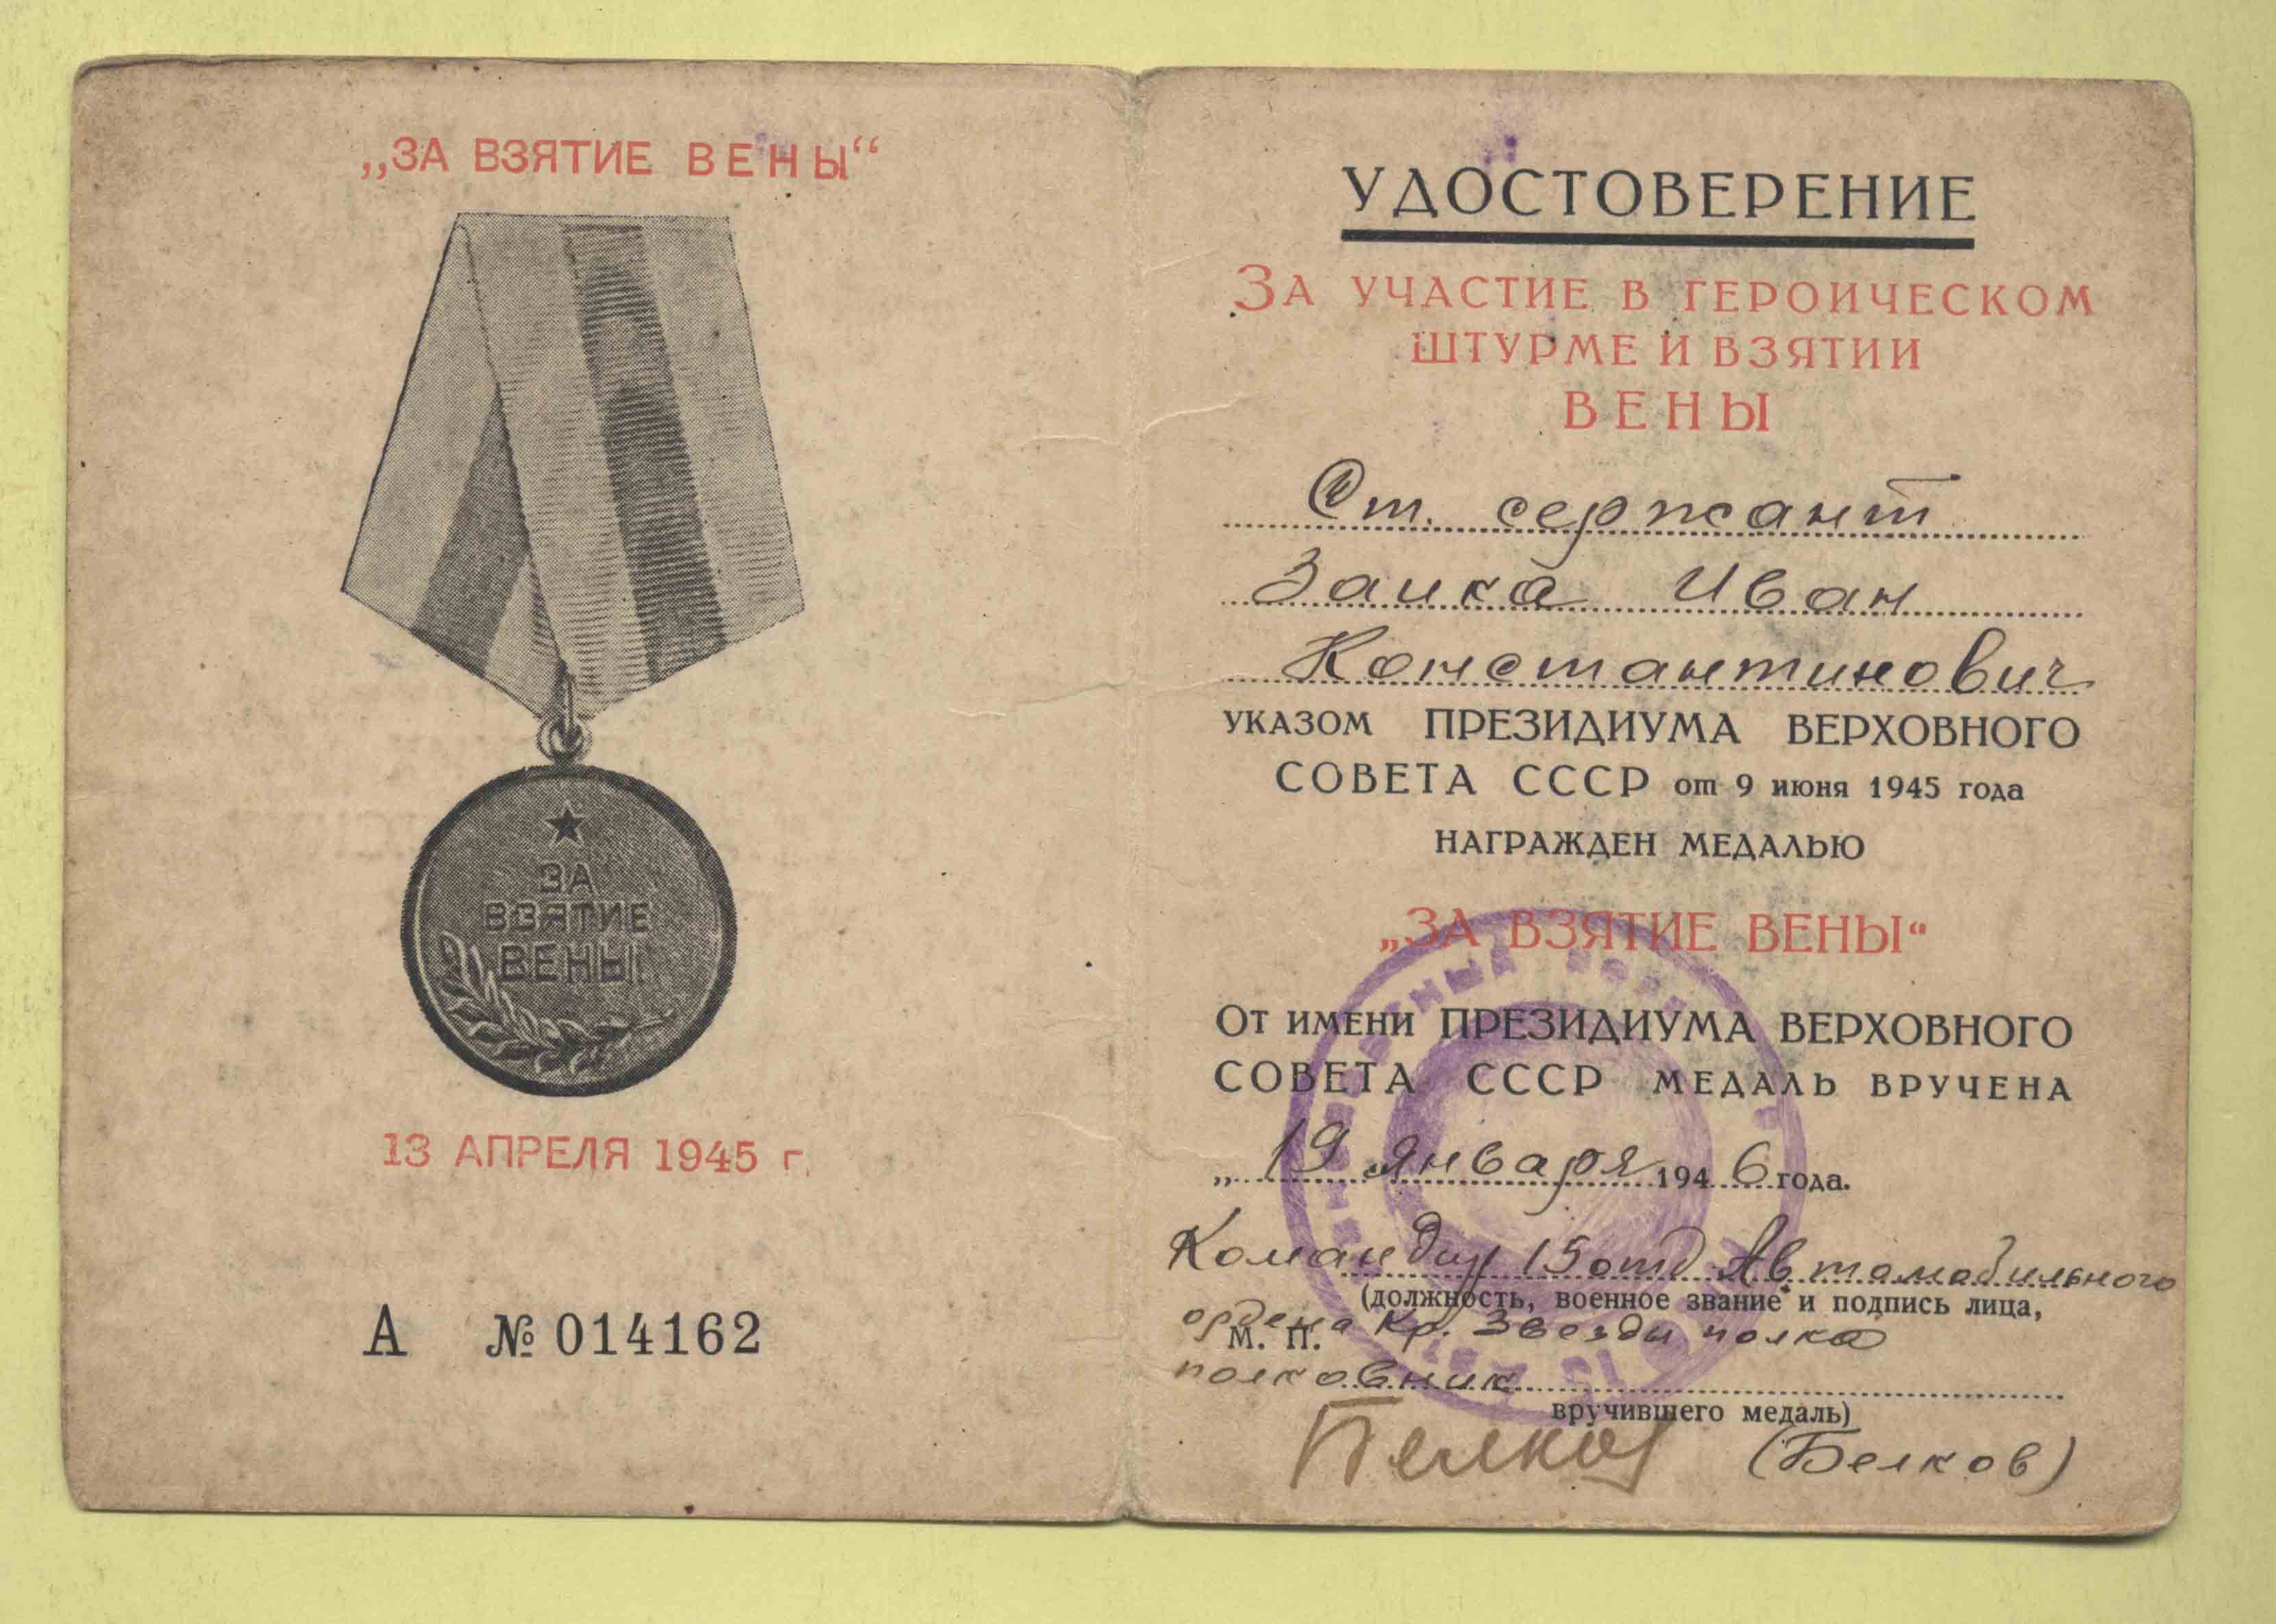 „ЗА ВЗЯТИЕ ВЕНЫ“
ЗА
ВЗЯТИЕ
ВЕНЫ
13 АПРЕЛЯ 1945 г.
А № 014162
УДОСТОВЕРЕНИЕ
ЗА УЧАСТИЕ В ГЕРОИЧЕСКОМ
ШТУРМЕ И ВЗЯТИИ
ВЕНЫ
Ст. сержант
Заика Иван
Константинович
УКАЗОМ ПРЕЗИДИУМА ВЕРХОВНОГО
СОВЕТА СССР от 9 июня 1945 года
НАГРАЖДЕН МЕДАЛЬЮ
„ЗА ВЗЯТИЕ ВЕНЫ“
ОТ ИМЕНИ ПРЕЗИДИУМА ВЕРХОВНОГО
СОВЕТА СССР МЕДАЛЬ ВРУЧЕНА
„19 января 1946 года.
Командир 15 отд Автомобильного
(должность, военное звание и подпись лица,
ордена Кр. Звезды полка
М. П.
полковник
вручившего медаль)
Белков (Белков)